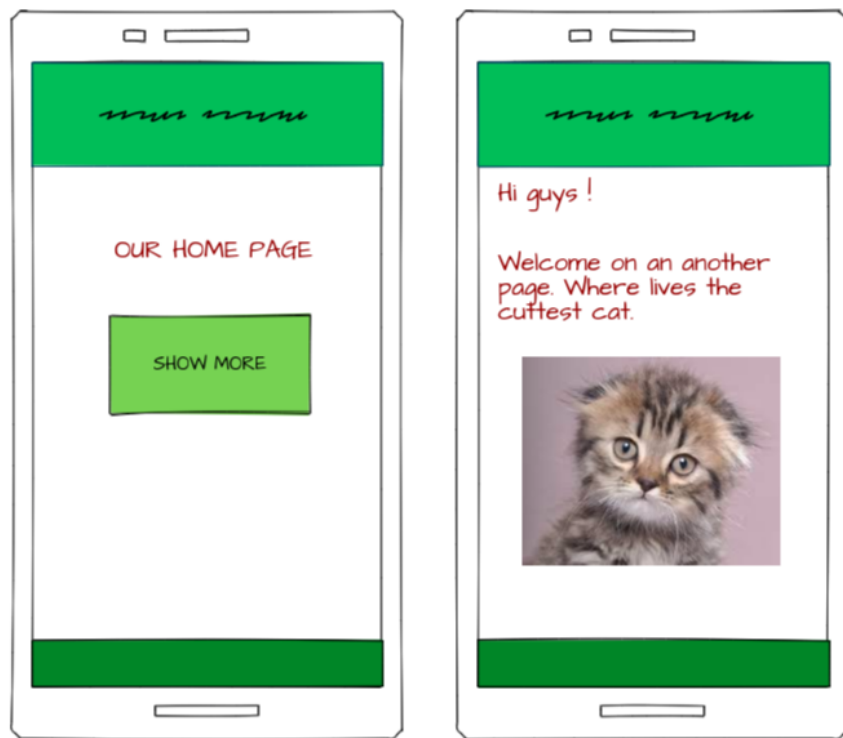 OUR HOME PAGE
SHOW MORE
Hi guys !
Welcome on an another
page. Where lives the
cuttest cat.